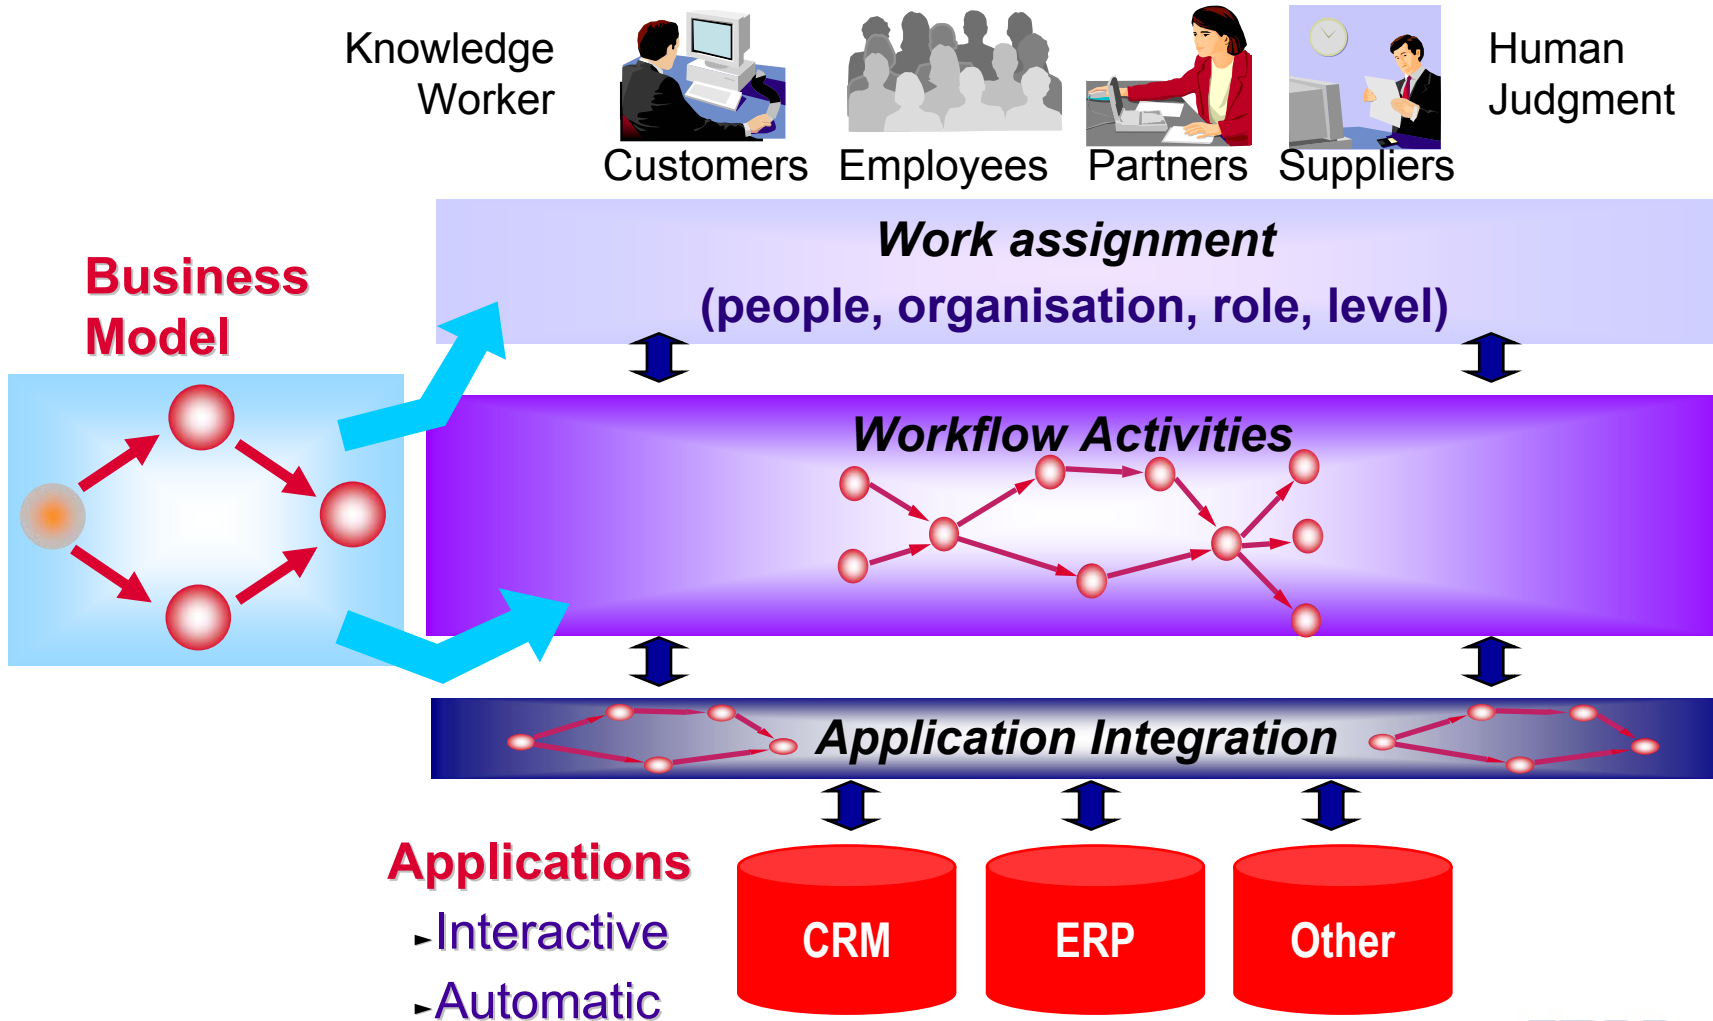 Knowledge
Worker
Human
Judgment
Customers
Employees
Partners
Suppliers
Work assignment
(people, organisation, role, level)
Business
Model
Workflow Activities
Application Integration
Applications
►Interactive
►Automatic
CRM
ERP
Other